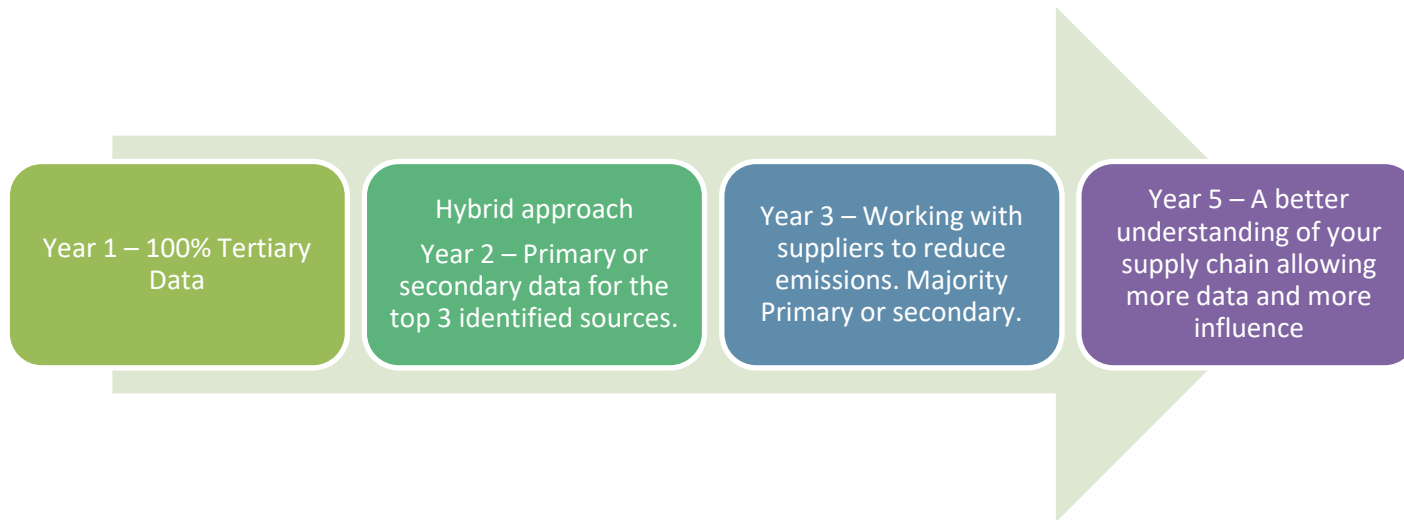 Year 1 – 100% Tertiary
Data
Hybrid approach
Year 2 – Primary or
secondary data for the
top 3 identified sources.
Year 3 – Working with
suppliers to reduce
emissions. Majority
Primary or secondary.
Year 5 – A better
understanding of your
supply chain allowing
more data and more
influence